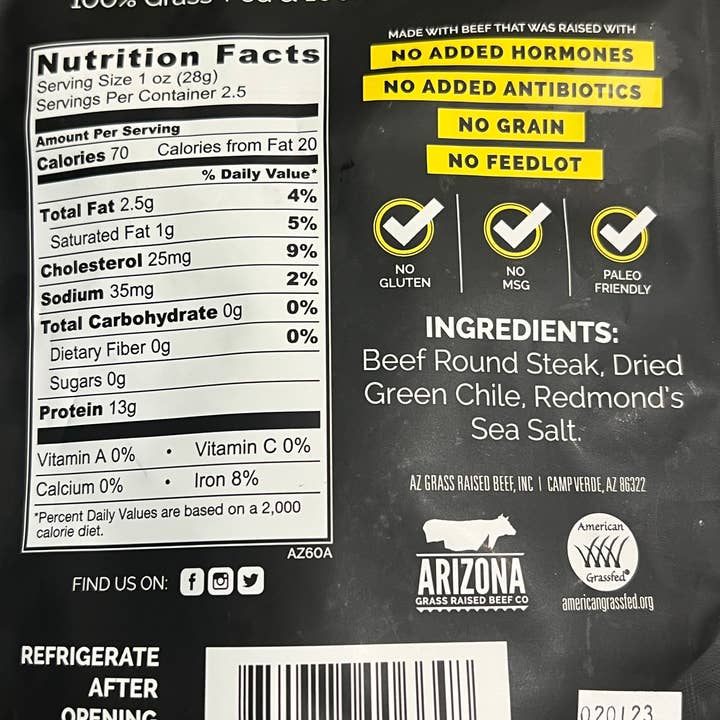 100% Grass
Nutrition Facts
Serving Size 1 oz (28g)
Servings Per Container 2.5
Amount Per Serving
Calories 70 Calories from Fat 20
% Daily Value*
Total Fat 2.5g 4%
Saturated Fat 1g 5%
Cholesterol 25mg 9%
Sodium 35mg 2%
Total Carbohydrate 0g 0%
Dietary Fiber 0g 0%
Sugars 0g
Protein 13g
Vitamin A 0% • Vitamin C 0%
Calcium 0% • Iron 8%
*Percent Daily Values are based on a 2,000
calorie diet.
AZ60A
FIND US ON:
REFRIGERATE
AFTER
OPENING
MADE WITH BEEF THAT WAS RAISED WITH
NO ADDED HORMONES
NO ADDED ANTIBIOTICS
NO GRAIN
NO FEEDLOT
NO
GLUTEN
NO
MSG
PALEO
FRIENDLY
INGREDIENTS:
Beef Round Steak, Dried
Green Chile, Redmond's
Sea Salt.
AZ GRASS RAISED BEEF, INC | CAMP VERDE, AZ 86322
ARIZONA
GRASS RAISED BEEF CO
American
Grassfed
americangrassfed.org
020123